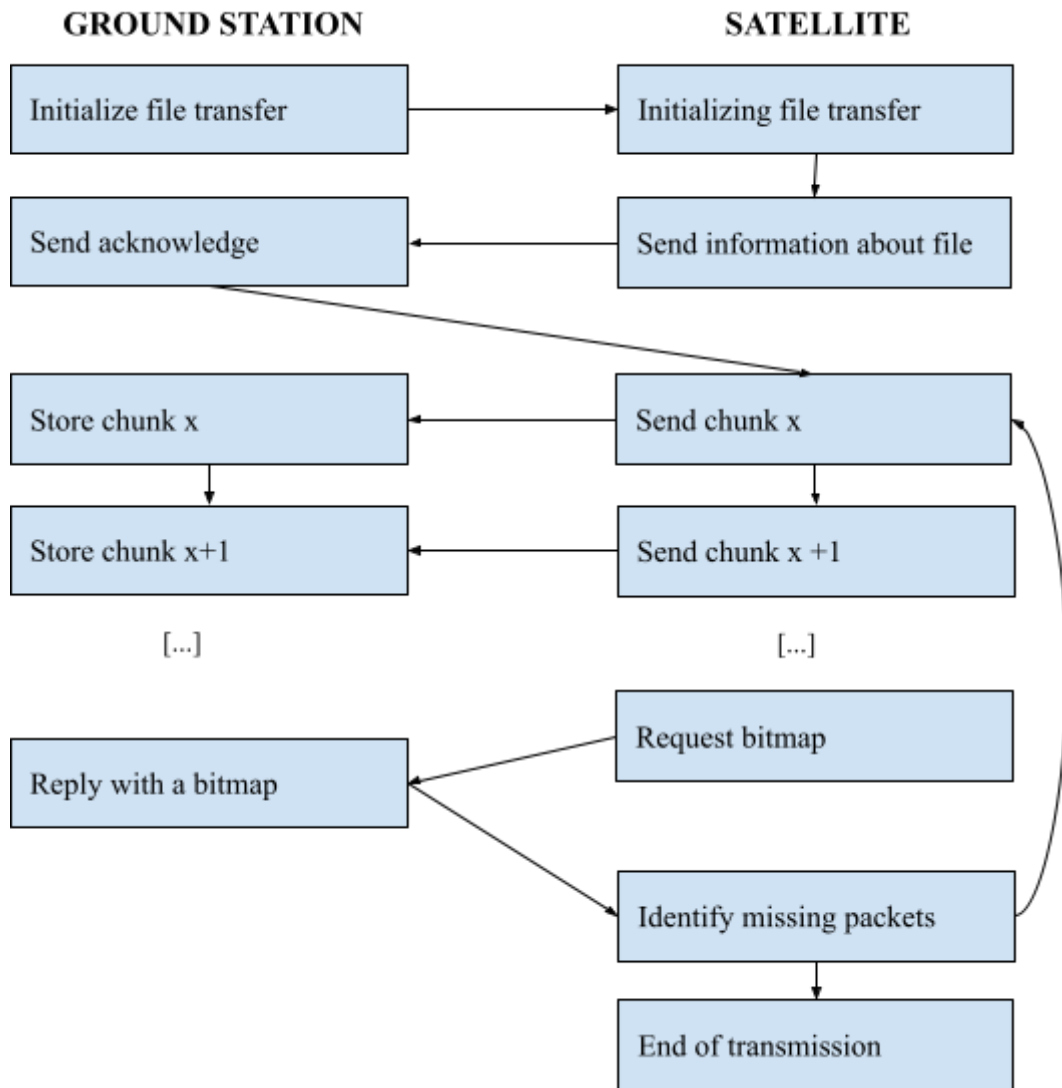 GROUND STATION
SATELLITE
Initialize file transfer
Initializing file transfer
Send acknowledge
Send information about file
Store chunk x
Send chunk x
Store chunk x+1
Send chunk x +1
[...]
[...]
Request bitmap
Reply with a bitmap
Identify missing packets
End of transmission